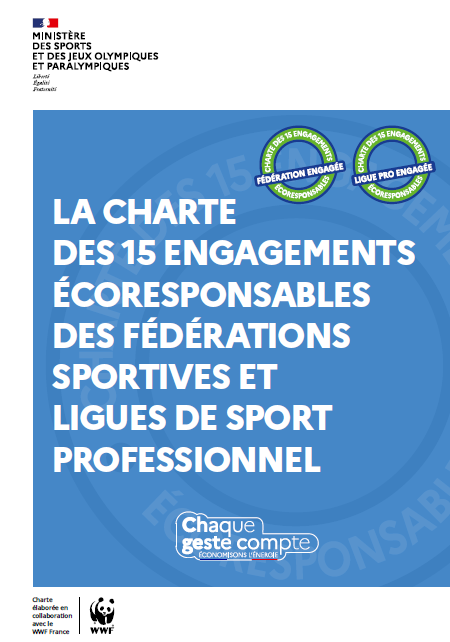 MINISTÈRE
DES SPORTS
ET DES JEUX OLYMPIQUES
ET PARALYMPIQUES
Liberté
Égalité
Fraternité
CHARTE DES 15 ENGAGEMENTS
FÉDÉRATION ENGAGÉE
ÉCORESPONSABLES
CHARTE DES 15 ENGAGEMENTS
LIGUE PRO ENGAGÉE
ÉCORESPONSABLES
LA CHARTE
DES 15 ENGAGEMENTS
ÉCORESPONSABLES
DES FÉDÉRATIONS
SPORTIVES ET
LIGUES DE SPORT
PROFESSIONNEL
Chaque
geste compte
ÉCONOMISONS L'ÉNERGIE
Charte
élaborée en
collaboration
avec le
WWF France
WWF